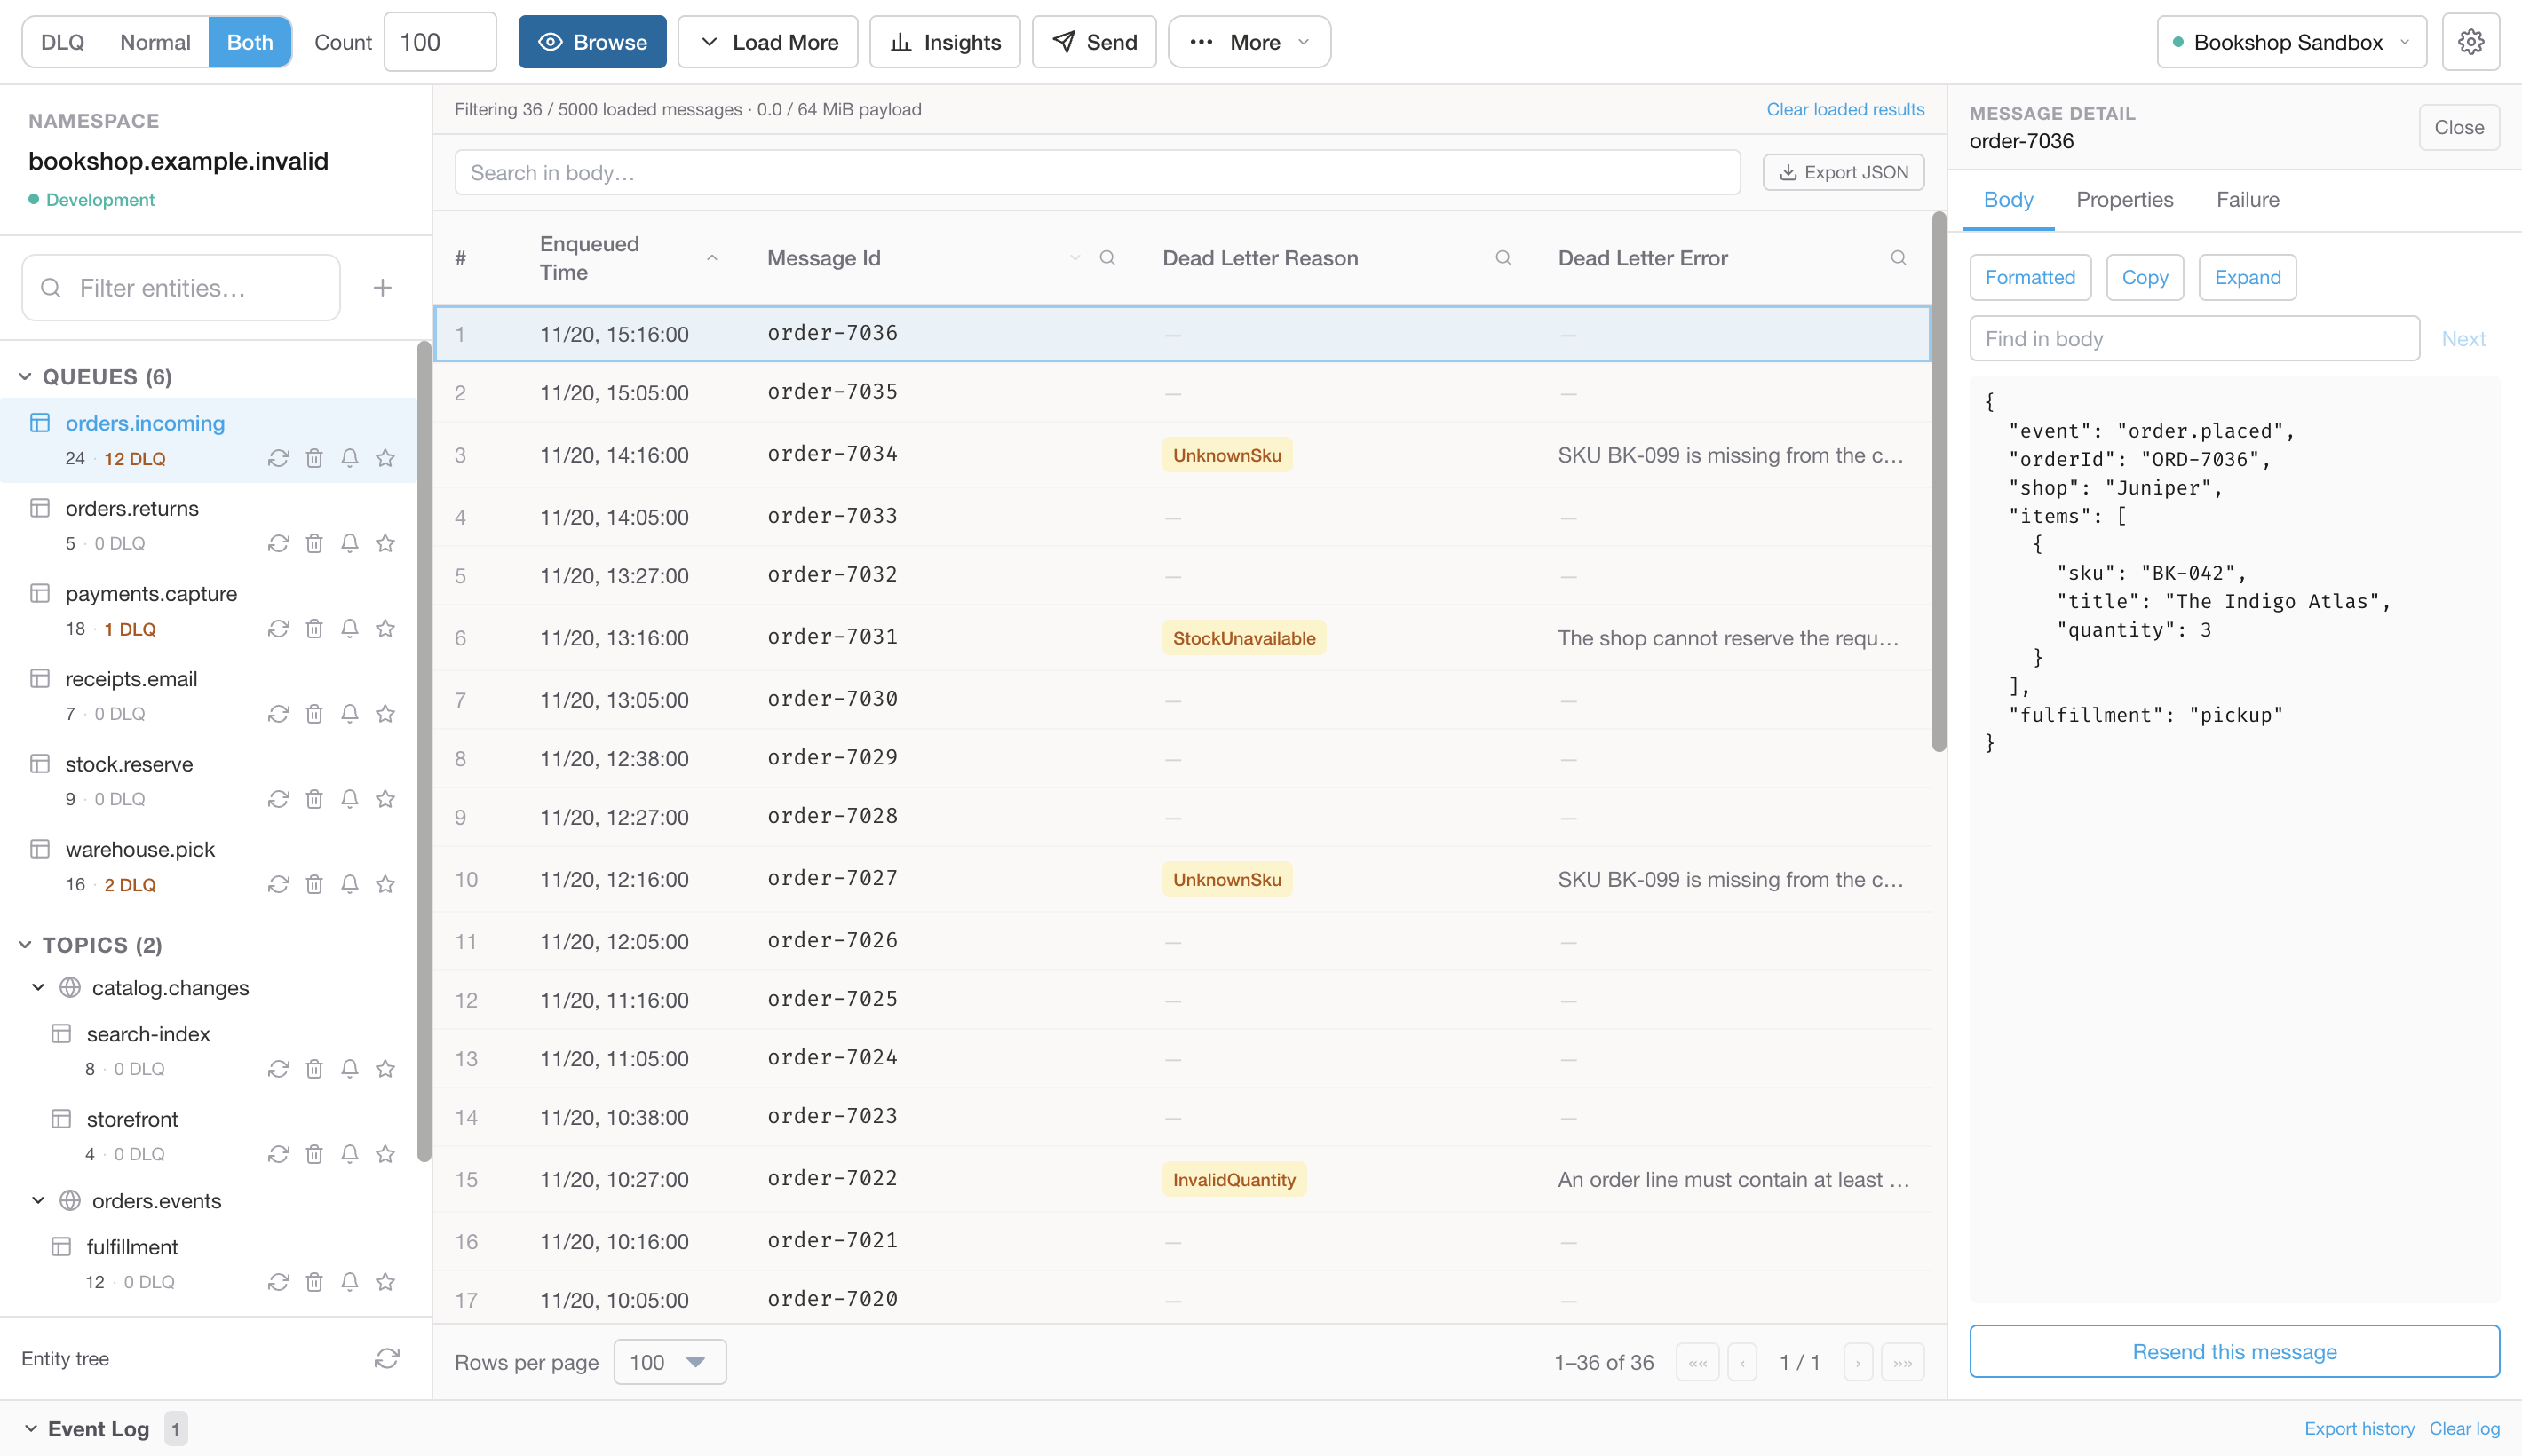 DLQ Normal Both Count 100 Browse Load More Insights Send More Bookshop Sandbox
NAMESPACE
bookshop.example.invalid
Development
Filter entities…
QUEUES (6)
orders.incoming
24 · 12 DLQ
orders.returns
5 · 0 DLQ
payments.capture
18 · 1 DLQ
receipts.email
7 · 0 DLQ
stock.reserve
9 · 0 DLQ
warehouse.pick
16 · 2 DLQ
TOPICS (2)
catalog.changes
search-index
8 · 0 DLQ
storefront
4 · 0 DLQ
orders.events
fulfillment
12 · 0 DLQ
Entity tree
Filtering 36 / 5000 loaded messages · 0.0 / 64 MiB payload Clear loaded results
Search in body… Export JSON
# Enqueued Time Message Id Dead Letter Reason Dead Letter Error
1 11/20, 15:16:00 order-7036 — —
2 11/20, 15:05:00 order-7035 — —
3 11/20, 14:16:00 order-7034 UnknownSku SKU BK-099 is missing from the c…
4 11/20, 14:05:00 order-7033 — —
5 11/20, 13:27:00 order-7032 — —
6 11/20, 13:16:00 order-7031 StockUnavailable The shop cannot reserve the requ…
7 11/20, 13:05:00 order-7030 — —
8 11/20, 12:38:00 order-7029 — —
9 11/20, 12:27:00 order-7028 — —
10 11/20, 12:16:00 order-7027 UnknownSku SKU BK-099 is missing from the c…
11 11/20, 12:05:00 order-7026 — —
12 11/20, 11:16:00 order-7025 — —
13 11/20, 11:05:00 order-7024 — —
14 11/20, 10:38:00 order-7023 — —
15 11/20, 10:27:00 order-7022 InvalidQuantity An order line must contain at least …
16 11/20, 10:16:00 order-7021 — —
17 11/20, 10:05:00 order-7020 — —
Rows per page 100 1–36 of 36 «« ‹ 1 / 1 › »»
MESSAGE DETAIL
order-7036
Close
Body Properties Failure
Formatted Copy Expand
Find in body Next
{
"event": "order.placed",
"orderId": "ORD-7036",
"shop": "Juniper",
"items": [
{
"sku": "BK-042",
"title": "The Indigo Atlas",
"quantity": 3
}
],
"fulfillment": "pickup"
}
Resend this message
Event Log 1 Export history Clear log